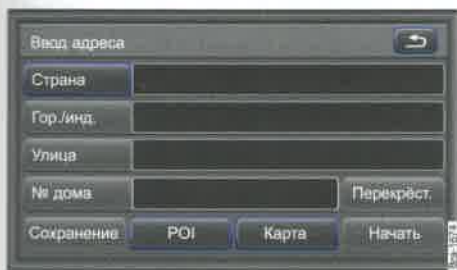 Ввод адреса
Страна
Гор./инд.
Улица
№ дома Перекрёст.
Сохранение POI Карта Начать